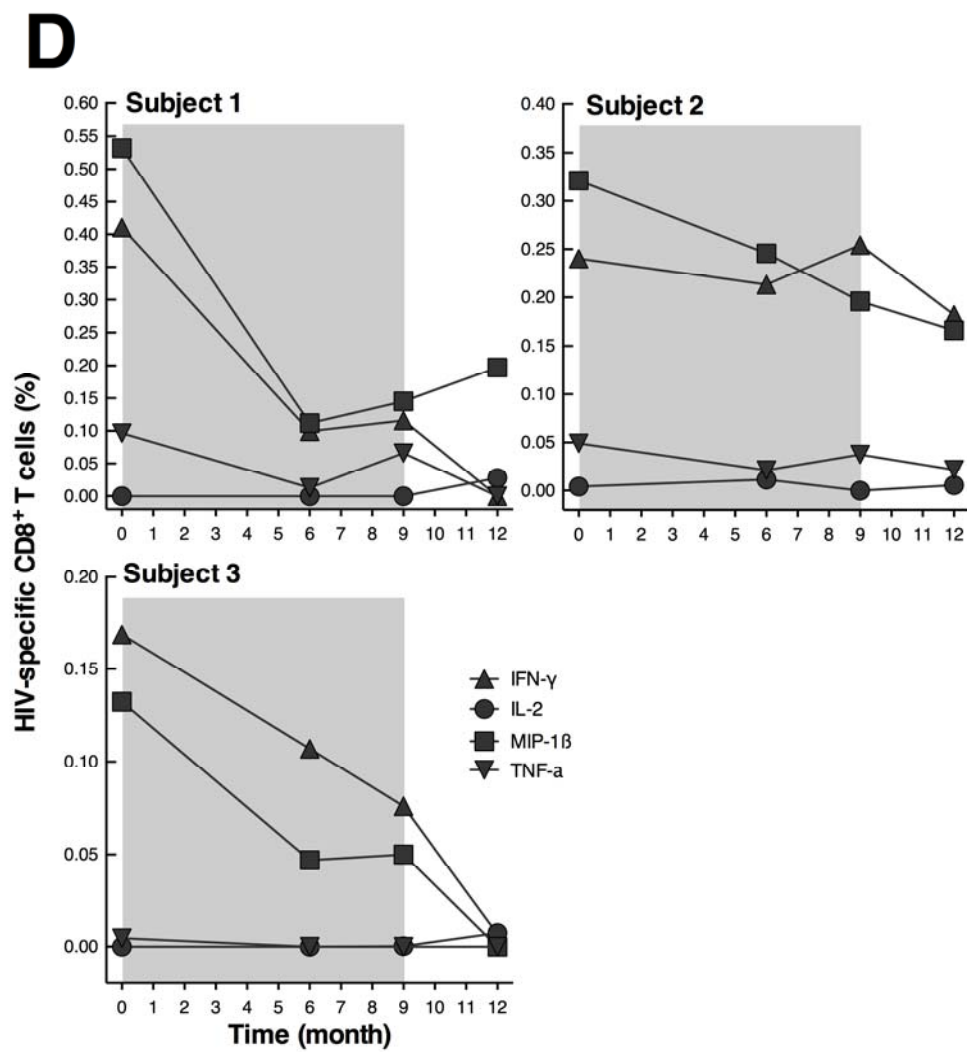 D
Subject 1
0.60
0.55
0.50
0.45
0.40
0.35
0.30
0.25
0.20
0.15
0.10
0.05
0.00
0 1 2 3 4 5 6 7 8 9 10 11 12
Subject 2
0.40
0.35
0.30
0.25
0.20
0.15
0.10
0.05
0.00
0 1 2 3 4 5 6 7 8 9 10 11 12
HIV-specific CD8⁺ T cells (%)
Subject 3
0.20
0.15
0.10
0.05
0.00
0 1 2 3 4 5 6 7 8 9 10 11 12
Time (month)
IFN-γ
IL-2
MIP-1ß
TNF-a